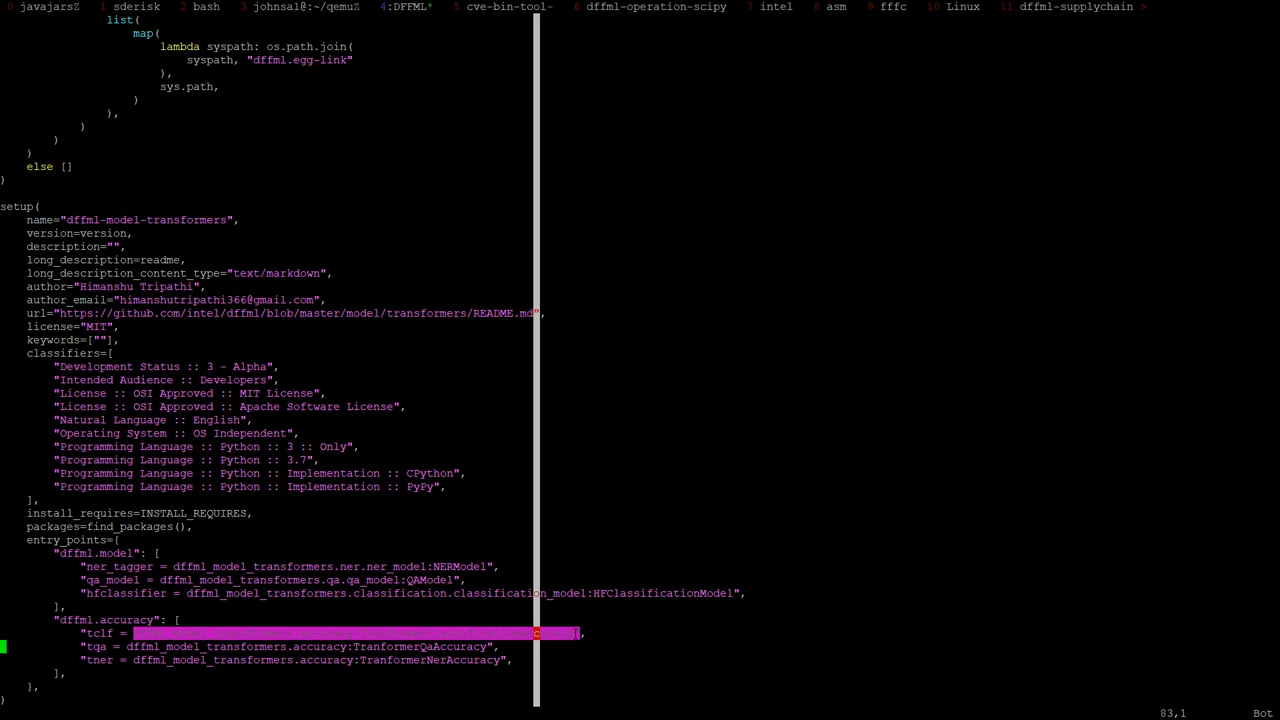 0 javajarsZ 1 sderisk 2 bash 3 johnsal@:~/qemuZ 4:DFFML* 5 cve-bin-tool- 6 dffml-operation-scipy 7 intel 8 asm 9 fffc 10 Linux 11 dffml-supplychain >
list(
map(
lambda syspath: os.path.join(
syspath, "dffml.egg-link"
),
sys.path,
)
),
)
)
)
else []
)
setup(
name="dffml-model-transformers",
version=version,
description="",
long_description=readme,
long_description_content_type="text/markdown",
author="Himanshu Tripathi",
author_email="himanshutripathi366@gmail.com",
url="https://github.com/intel/dffml/blob/master/model/transformers/README.md",
license="MIT",
keywords=[""],
classifiers=[
"Development Status :: 3 - Alpha",
"Intended Audience :: Developers",
"License :: OSI Approved :: MIT License",
"License :: OSI Approved :: Apache Software License",
"Natural Language :: English",
"Operating System :: OS Independent",
"Programming Language :: Python :: 3 :: Only",
"Programming Language :: Python :: 3.7",
"Programming Language :: Python :: Implementation :: CPython",
"Programming Language :: Python :: Implementation :: PyPy",
],
install_requires=INSTALL_REQUIRES,
packages=find_packages(),
entry_points={
"dffml.model": [
"ner_tagger = dffml_model_transformers.ner.ner_model:NERModel",
"qa_model = dffml_model_transformers.qa.qa_model:QAModel",
"hfclassifier = dffml_model_transformers.classification.classification_model:HFClassificationModel",
],
"dffml.accuracy": [
"tclf =
"tqa = dffml_model_transformers.accuracy:TranformerQaAccuracy",
"tner = dffml_model_transformers.accuracy:TranformerNerAccuracy",
],
},
)
83,1 Bot